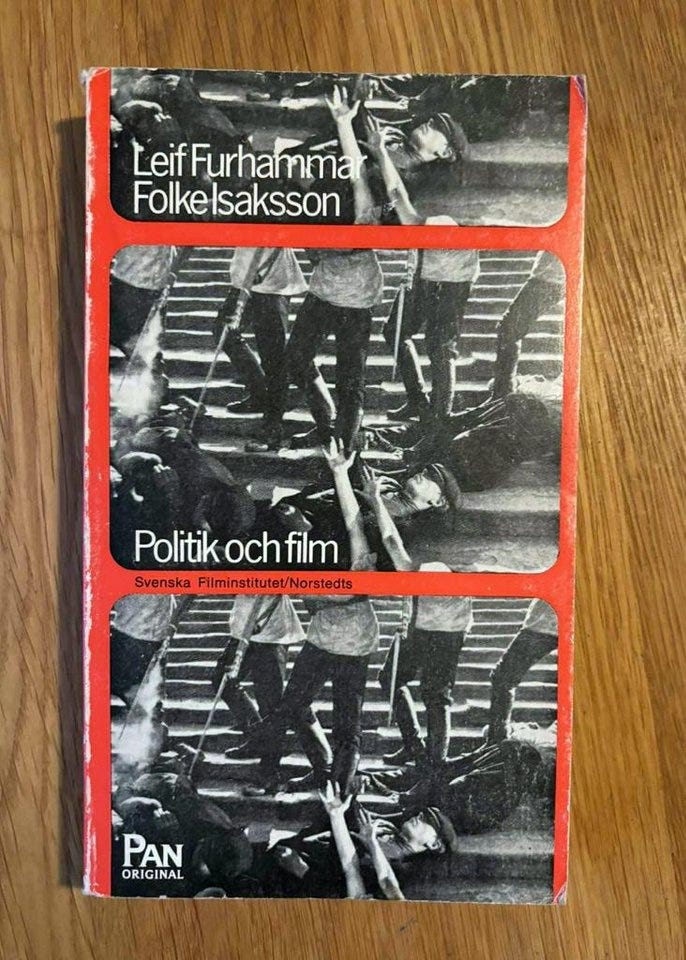 Leif Furhammar
Folke Isaksson
Politik och film
Svenska Filminstitutet/Norstedts
PAN
ORIGINAL